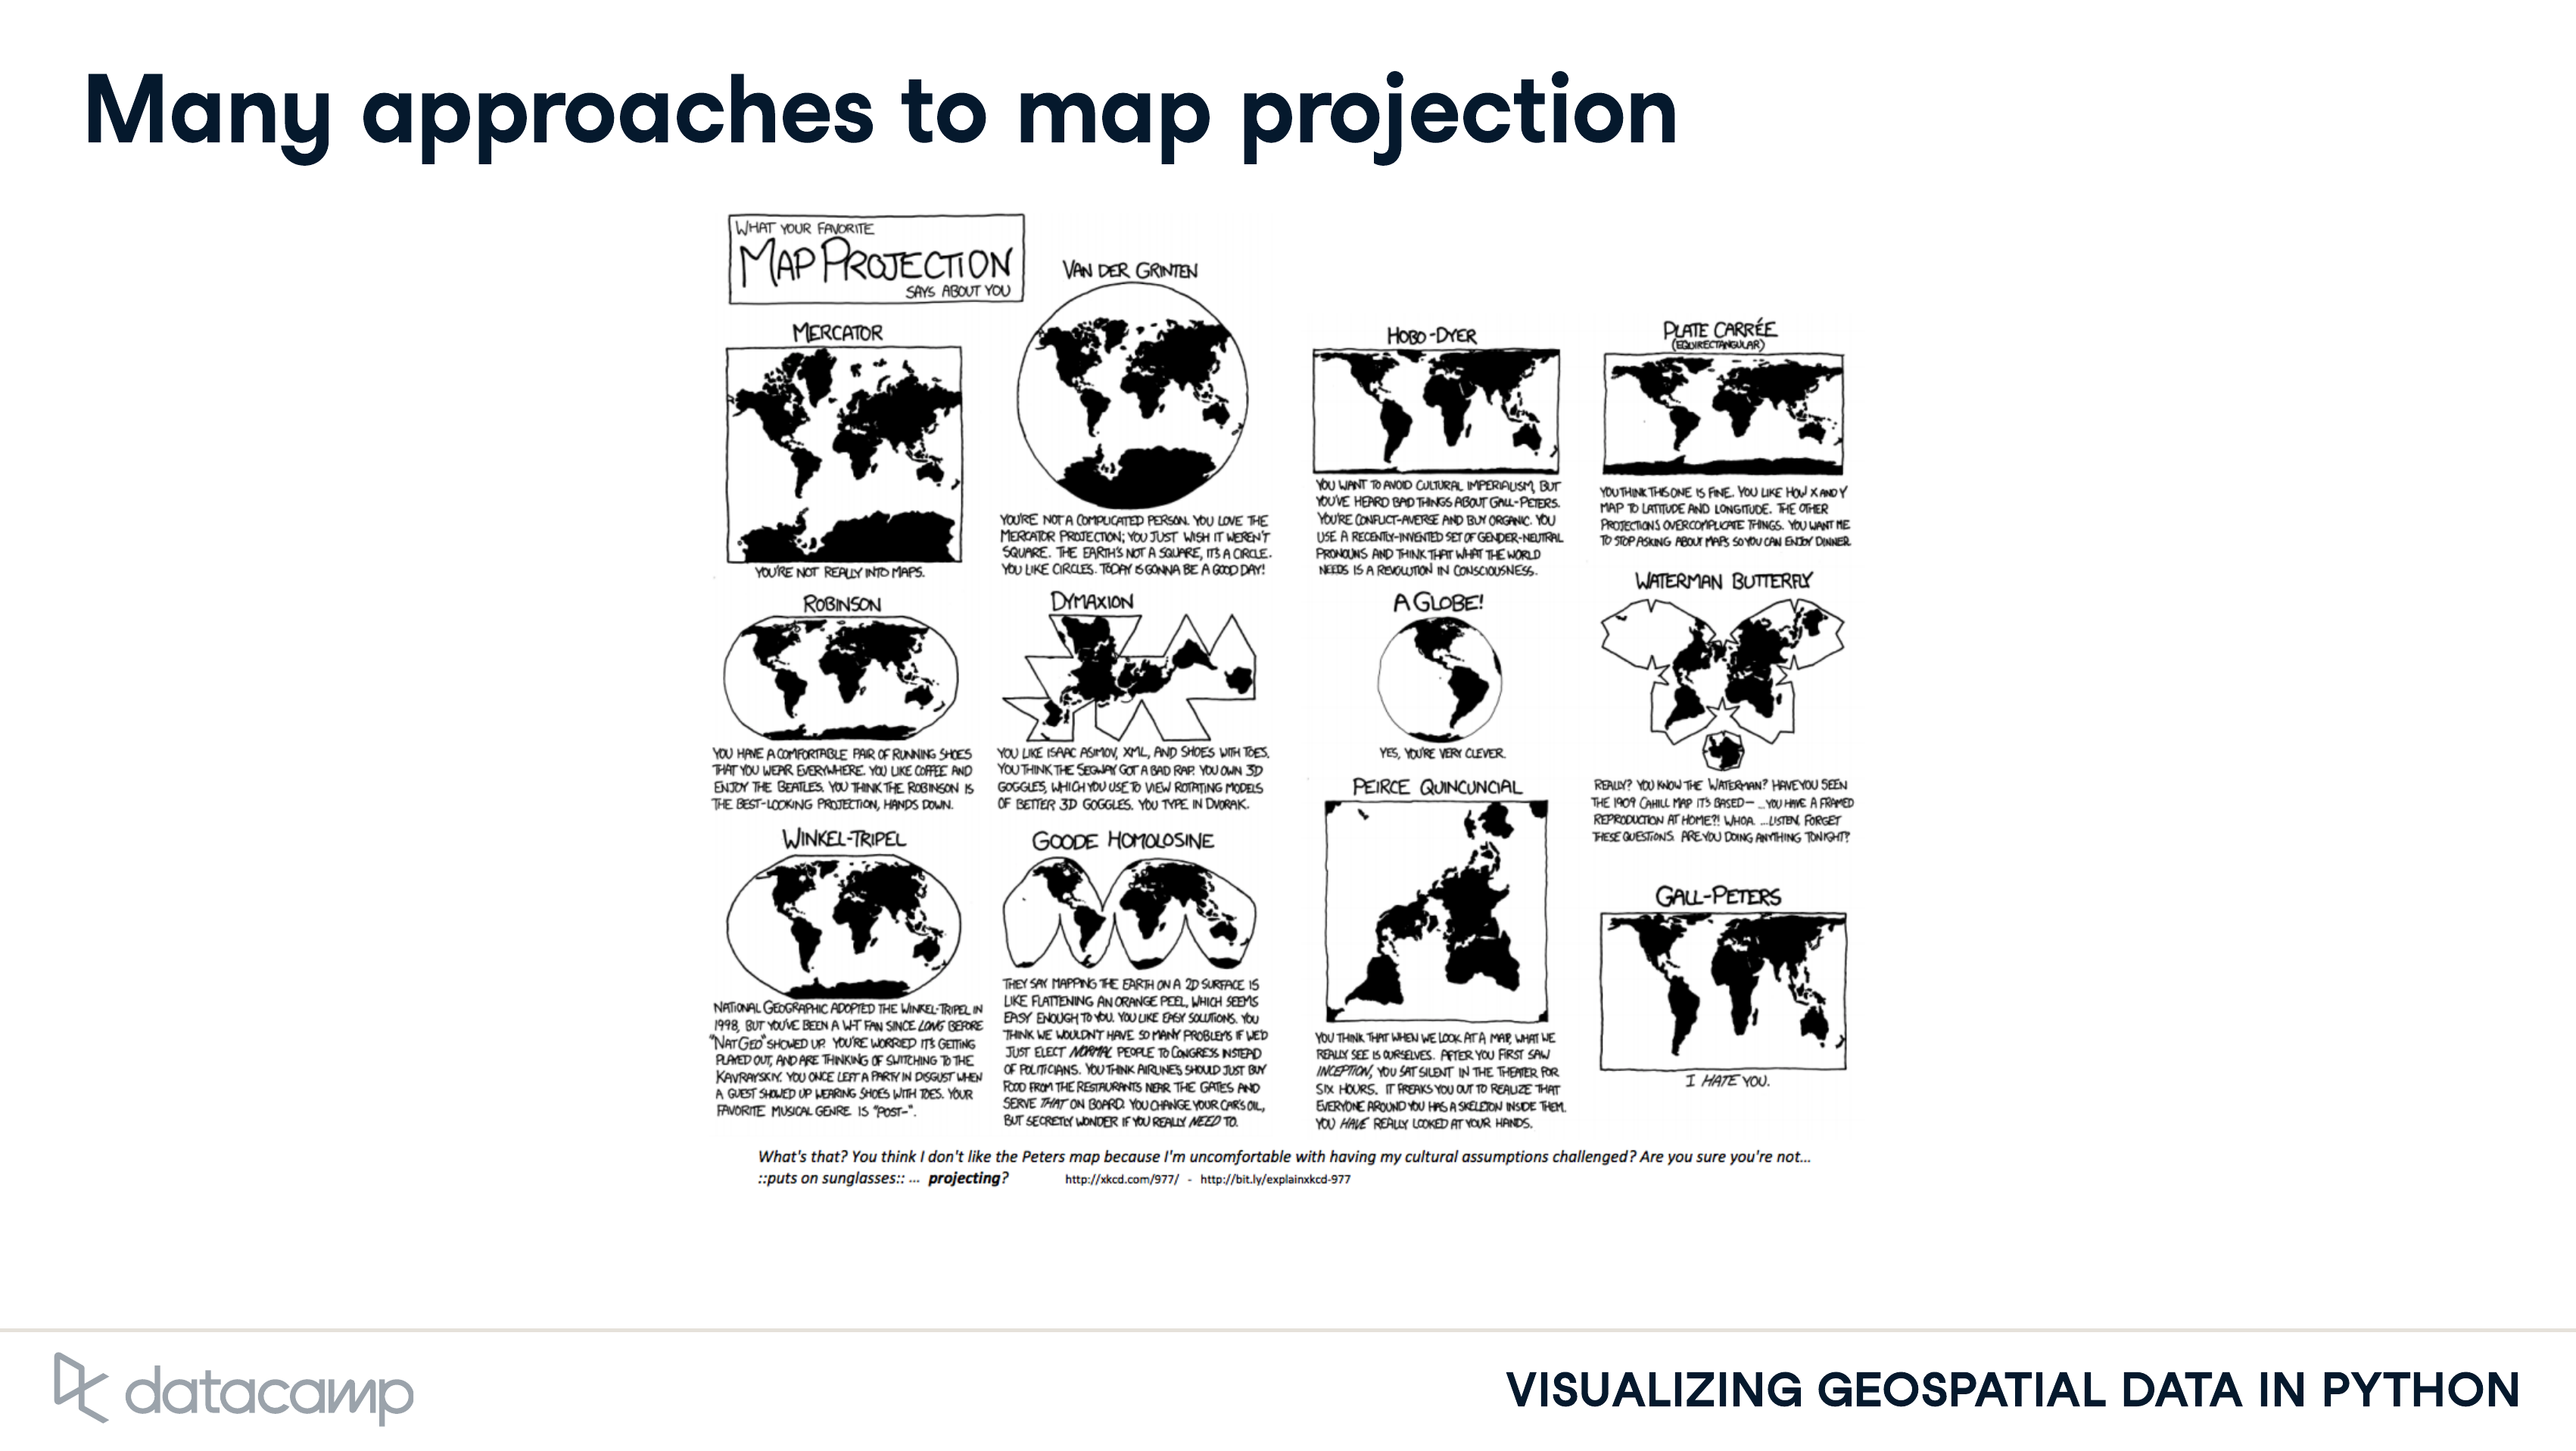 Many approaches to map projection
WHAT YOUR FAVORITE
MAP PROJECTION
SAYS ABOUT YOU
MERCATOR
YOU'RE NOT REALLY INTO MAPS.
VAN DER GRINTEN
YOU'RE NOT A COMPLICATED PERSON. YOU LOVE THE
MERCATOR PROJECTION; YOU JUST WISH IT WEREN'T
SQUARE. THE EARTH'S NOT A SQUARE, IT'S A CIRCLE.
YOU LIKE CIRCLES. TODAY IS GONNA BE A GOOD DAY!
HOBO-DYER
YOU WANT TO AVOID CULTURAL IMPERIALISM, BUT
YOU'VE HEARD BAD THINGS ABOUT GALL-PETERS.
YOU'RE CONFLICT-AVERSE AND BUY ORGANIC. YOU
USE A RECENTLY-INVENTED SET OF GENDER-NEUTRAL
PRONOUNS AND THINK THAT WHAT THE WORLD
NEEDS IS A REVOLUTION IN CONSCIOUSNESS.
PLATE CARRÉE
(EQUIRECTANGULAR)
YOU THINK THIS ONE IS FINE. YOU LIKE HOW X AND Y
MAP TO LATITUDE AND LONGITUDE. THE OTHER
PROJECTIONS OVERCOMPLICATE THINGS. YOU WANT ME
TO STOP ASKING ABOUT MAPS SO YOU CAN ENJOY DINNER.
ROBINSON
YOU HAVE A COMFORTABLE PAIR OF RUNNING SHOES
THAT YOU WEAR EVERYWHERE. YOU LIKE COFFEE AND
ENJOY THE BEATLES. YOU THINK THE ROBINSON IS
THE BEST-LOOKING PROJECTION, HANDS DOWN.
DYMAXION
YOU LIKE ISAAC ASIMOV, XML, AND SHOES WITH TOES.
YOU THINK THE SEGWAY GOT A BAD RAP. YOU OWN 3D
GOGGLES, WHICH YOU USE TO VIEW ROTATING MODELS
OF BETTER 3D GOGGLES. YOU TYPE IN DVORAK.
A GLOBE!
YES, YOU'RE VERY CLEVER.
WATERMAN BUTTERFLY
REALLY? YOU KNOW THE WATERMAN? HAVE YOU SEEN
THE 1909 CAHILL MAP IT'S BASED— ...YOU HAVE A FRAMED
REPRODUCTION AT HOME?! WHOA. ...LISTEN, FORGET
THESE QUESTIONS. ARE YOU DOING ANYTHING TONIGHT?
WINKEL-TRIPEL
NATIONAL GEOGRAPHIC ADOPTED THE WINKEL-TRIPEL IN
1998, BUT YOU'VE BEEN A W-T FAN SINCE LONG BEFORE
"NAT GEO" SHOWED UP. YOU'RE WORRIED IT'S GETTING
PLAYED OUT, AND ARE THINKING OF SWITCHING TO THE
KAVRAYSKIY. YOU ONCE LEFT A PARTY IN DISGUST WHEN
A GUEST SHOWED UP WEARING SHOES WITH TOES. YOUR
FAVORITE MUSICAL GENRE IS "POST-".
GOODE HOMOLOSINE
THEY SAY MAPPING THE EARTH ON A 2D SURFACE IS
LIKE FLATTENING AN ORANGE PEEL, WHICH SEEMS
EASY ENOUGH TO YOU. YOU LIKE EASY SOLUTIONS. YOU
THINK WE WOULDN'T HAVE SO MANY PROBLEMS IF WE'D
JUST ELECT NORMAL PEOPLE TO CONGRESS INSTEAD
OF POLITICIANS. YOU THINK AIRLINES SHOULD JUST BUY
FOOD FROM THE RESTAURANTS NEAR THE GATES AND
SERVE THAT ON BOARD. YOU CHANGE YOUR CAR'S OIL,
BUT SECRETLY WONDER IF YOU REALLY NEED TO.
PEIRCE QUINCUNCIAL
YOU THINK THAT WHEN WE LOOK AT A MAP, WHAT WE
REALLY SEE IS OURSELVES. AFTER YOU FIRST SAW
INCEPTION, YOU SAT SILENT IN THE THEATER FOR
SIX HOURS. IT FREAKS YOU OUT TO REALIZE THAT
EVERYONE AROUND YOU HAS A SKELETON INSIDE THEM.
YOU HAVE REALLY LOOKED AT YOUR HANDS.
GALL-PETERS
I HATE YOU.
What's that? You think I don't like the Peters map because I'm uncomfortable with having my cultural assumptions challenged? Are you sure you're not...
::puts on sunglasses:: ... projecting? http://xkcd.com/977/ - http://bit.ly/explainxkcd-977
datacamp
VISUALIZING GEOSPATIAL DATA IN PYTHON